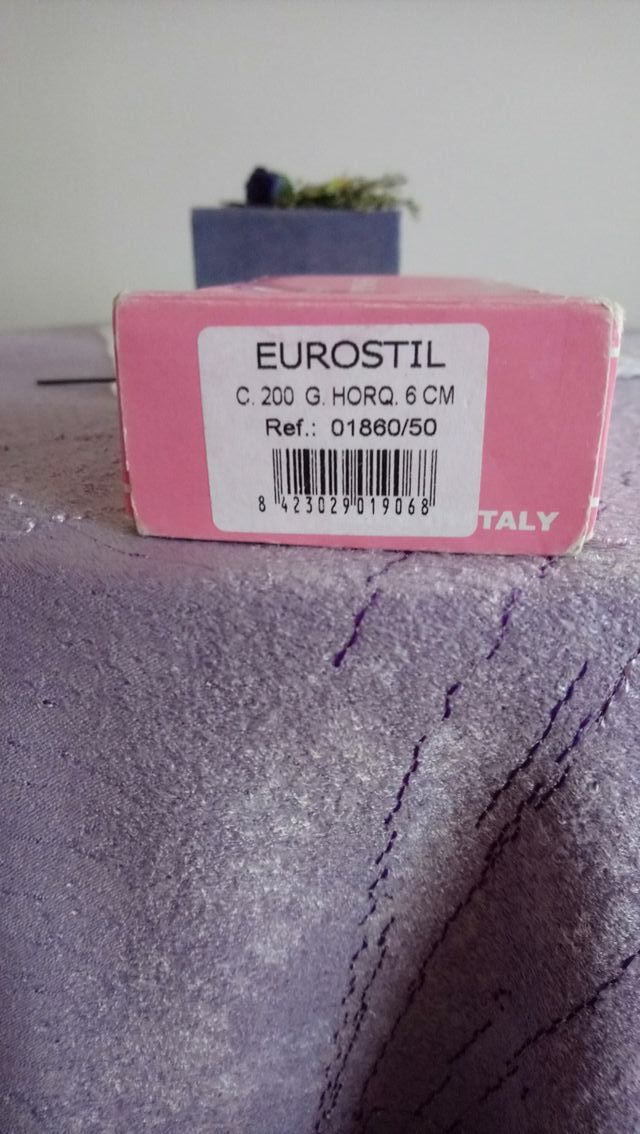 EUROSTIL
C. 200 G. HORQ. 6 CM
Ref.: 01860/50
8 423029 019068
TALY